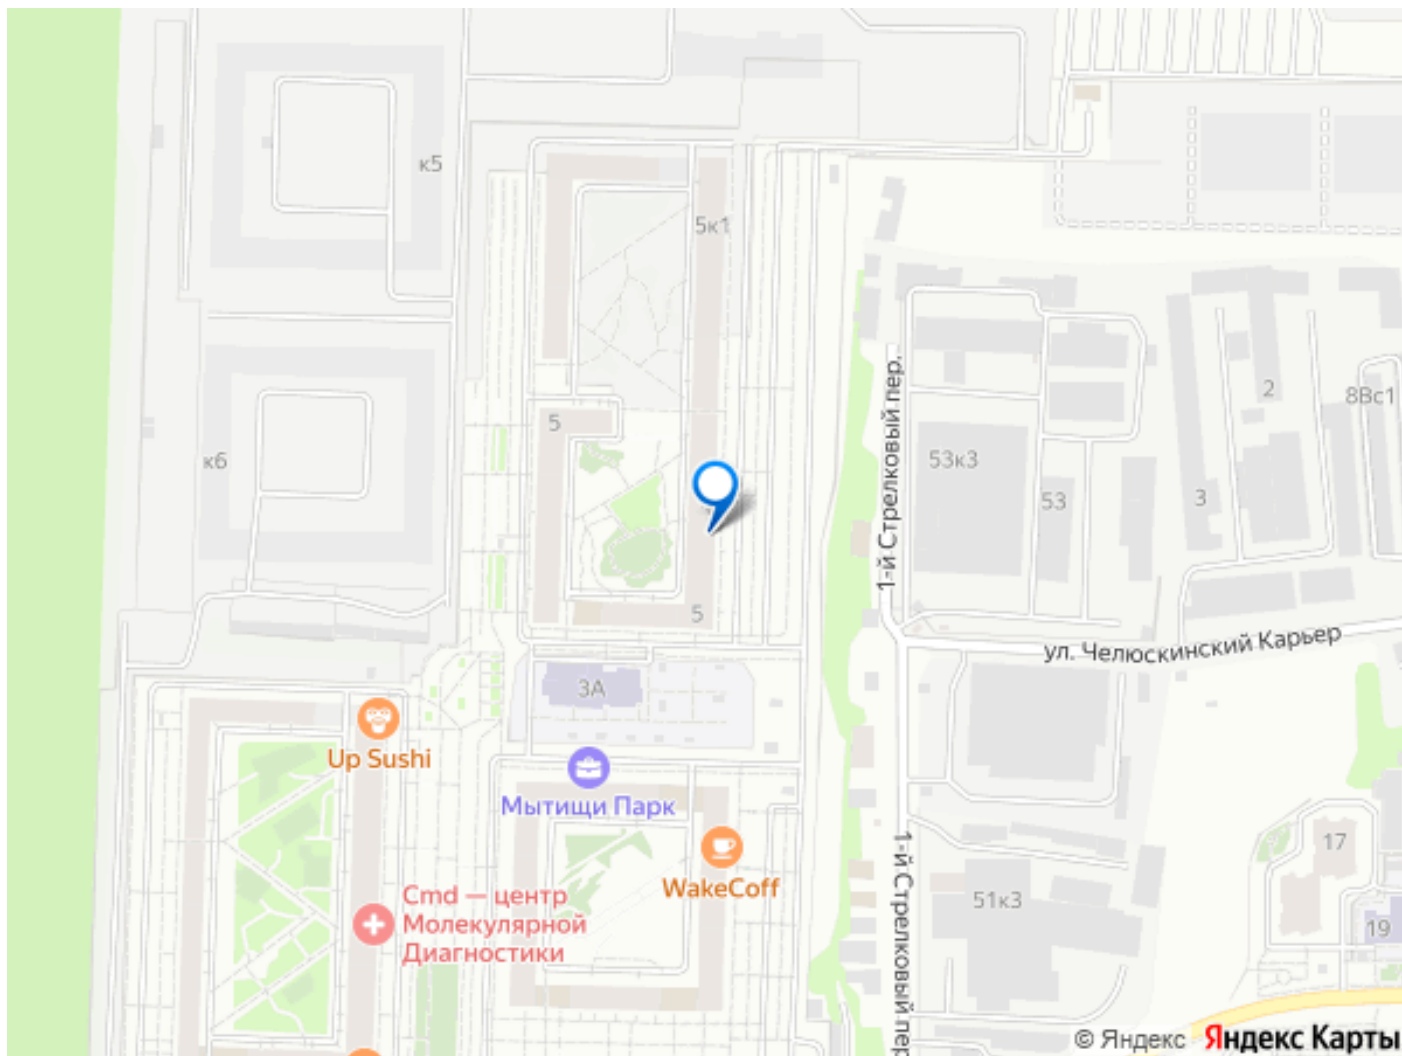 к5
5к1
1-й Стрелковый пер.
2
8Вс1
5
к6
53к3
53
3
5
ул. Челюскинский Карьер
3А
Up Sushi
Мытищи Парк
WakeCoff
1-й Стрелковый пер
17
Cmd — центр
Молекулярной
Диагностики
51к3
19
© Яндекс Яндекс Карты